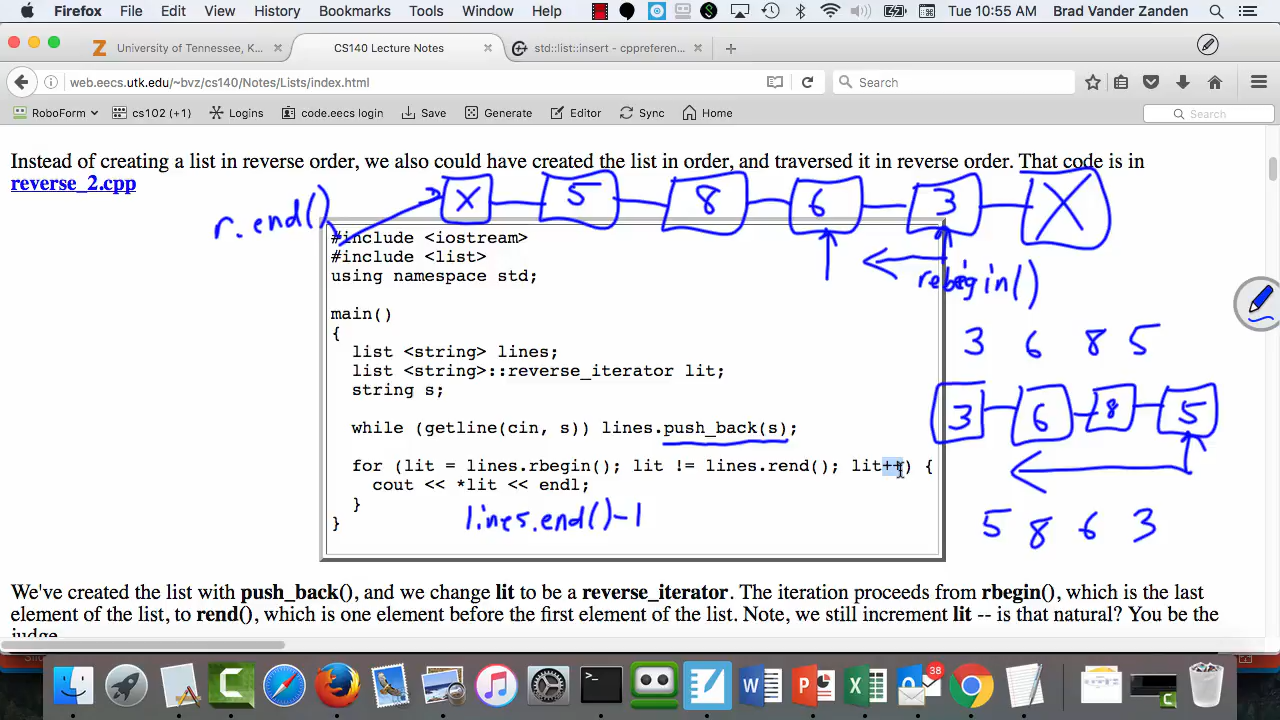 Firefox File Edit View History Bookmarks Tools Window Help Tue 10:55 AM Brad Vander Zanden
University of Tennessee, K... × CS140 Lecture Notes × std::list::insert - cppreferen... × +
web.eecs.utk.edu/~bvz/cs140/Notes/Lists/index.html Search
RoboForm cs102 (+1) Logins code.eecs login Save Generate Editor Sync Home Search
Instead of creating a list in reverse order, we also could have created the list in order, and traversed it in reverse order. That code is in
reverse_2.cpp
r.end() X 5 8 6 3 X
#include <iostream>
#include <list>
using namespace std;
rebegin()
main()
{
3 6 8 5
list <string> lines;
list <string>::reverse_iterator lit;
string s;
3 6 8 5
while (getline(cin, s)) lines.push_back(s);
for (lit = lines.rbegin(); lit != lines.rend(); lit++) {
cout << *lit << endl;
}
lines.end()-1
}
5 8 6 3
We've created the list with push_back(), and we change lit to be a reverse_iterator. The iteration proceeds from rbegin(), which is the last
element of the list, to rend(), which is one element before the first element of the list. Note, we still increment lit -- is that natural? You be the
judge.
38